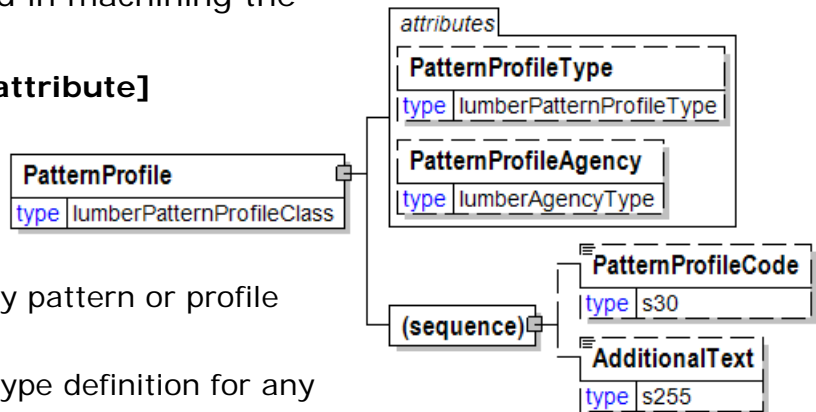 d in machining the
attribute]
y pattern or profile
ype definition for any
attributes
PatternProfileType
type lumberPatternProfileType
PatternProfileAgency
type lumberAgencyType
PatternProfile
type lumberPatternProfileClass
(sequence)
PatternProfileCode
type s30
AdditionalText
type s255